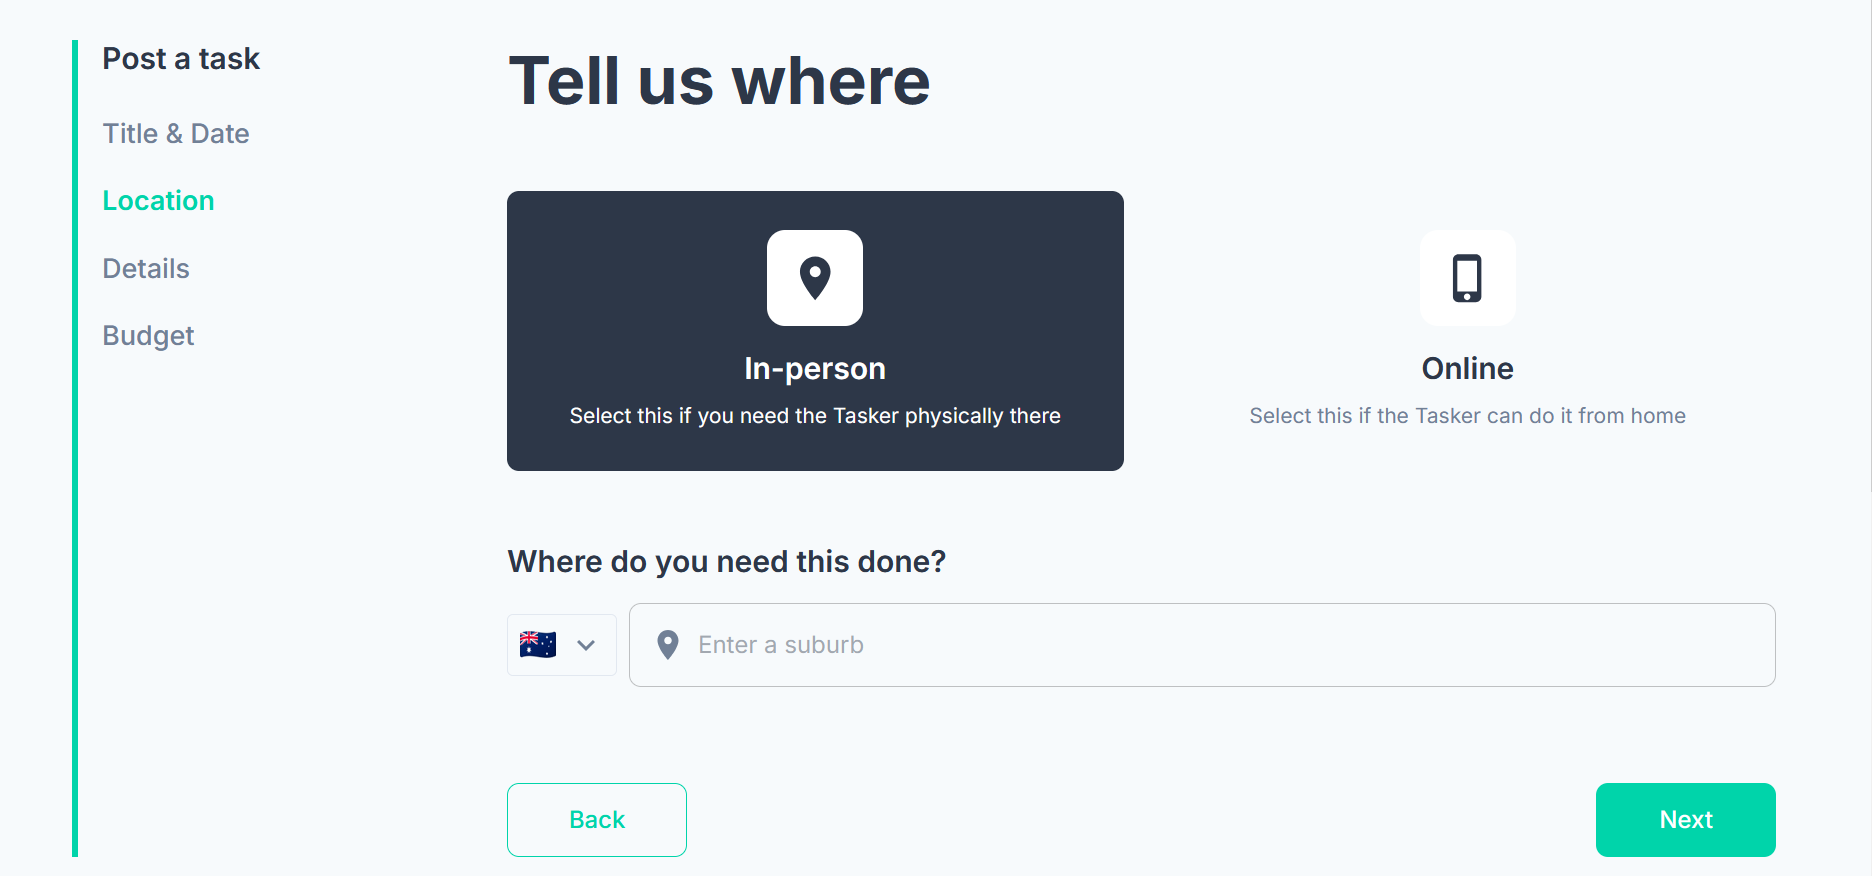 Post a task
Title & Date
Location
Details
Budget
Tell us where
In-person
Select this if you need the Tasker physically there
Online
Select this if the Tasker can do it from home
Where do you need this done?
Enter a suburb
Back
Next